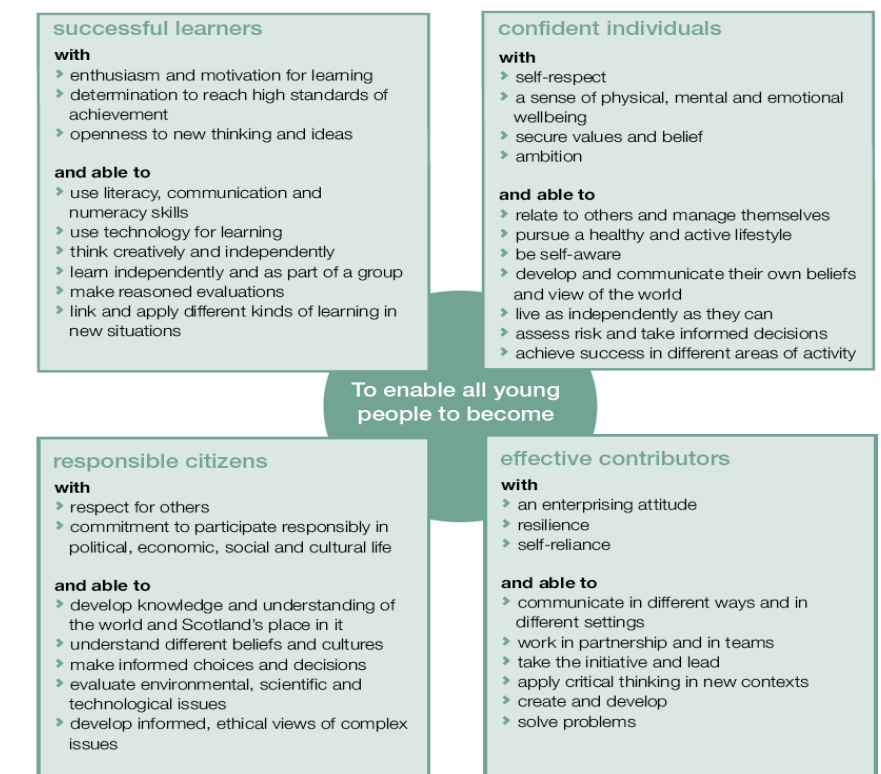 successful learners
with
enthusiasm and motivation for learning
determination to reach high standards of
achievement
openness to new thinking and ideas
and able to
use literacy, communication and
numeracy skills
use technology for learning
think creatively and independently
learn independently and as part of a group
make reasoned evaluations
link and apply different kinds of learning in
new situations
confident individuals
with
self-respect
a sense of physical, mental and emotional
wellbeing
secure values and belief
ambition
and able to
relate to others and manage themselves
pursue a healthy and active lifestyle
be self-aware
develop and communicate their own beliefs
and view of the world
live as independently as they can
assess risk and take informed decisions
achieve success in different areas of activity
To enable all young
people to become
responsible citizens
with
respect for others
commitment to participate responsibly in
political, economic, social and cultural life
and able to
develop knowledge and understanding of
the world and Scotland's place in it
understand different beliefs and cultures
make informed choices and decisions
evaluate environmental, scientific and
technological issues
develop informed, ethical views of complex
issues
effective contributors
with
an enterprising attitude
resilience
self-reliance
and able to
communicate in different ways and in
different settings
work in partnership and in teams
take the initiative and lead
apply critical thinking in new contexts
create and develop
solve problems